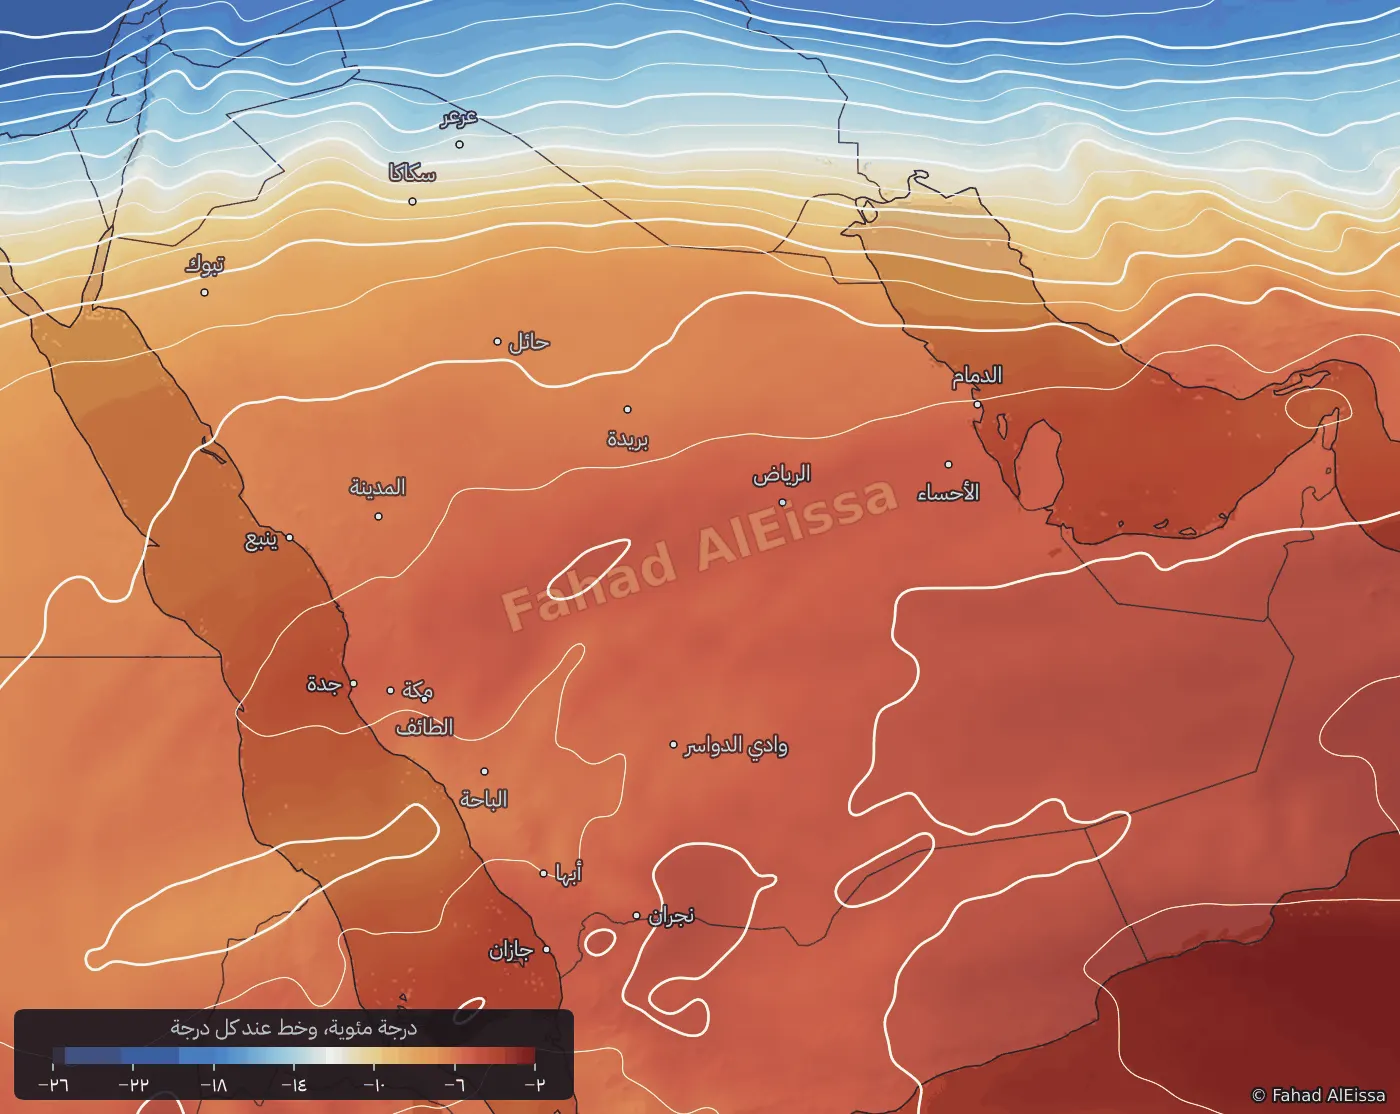 عرعر
سكاكا
تبوك
حائل
الدمام
بريدة
الرياض
المدينة
الأحساء
ينبع
Fahad AlEissa
جدة
مكة
الطائف
وادي الدواسر
الباحة
أبها
نجران
جازان
درجة مئوية، وخط عند كل درجة
−٢٦ −٢٢ −١٨ −١٤ −١٠ −٦ −٢
© Fahad AlEissa